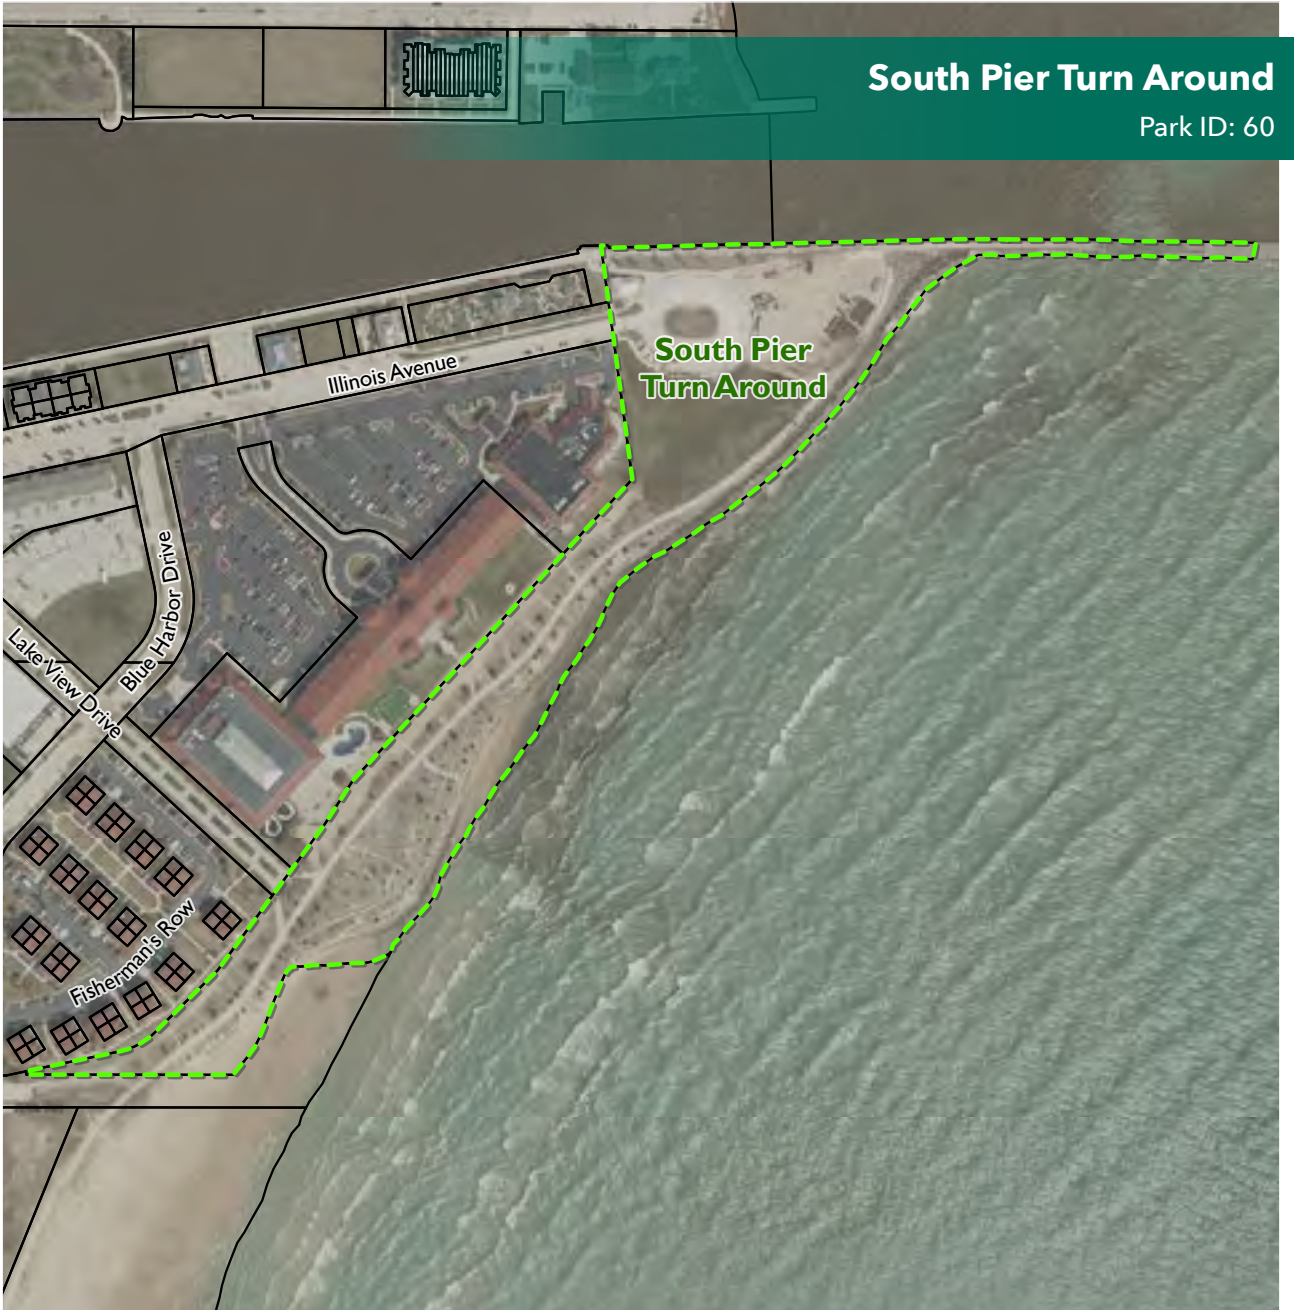 South Pier Turn Around
Park ID: 60
South Pier
Turn Around
Illinois Avenue
Blue Harbor Drive
Lake View Drive
Fisherman's Row